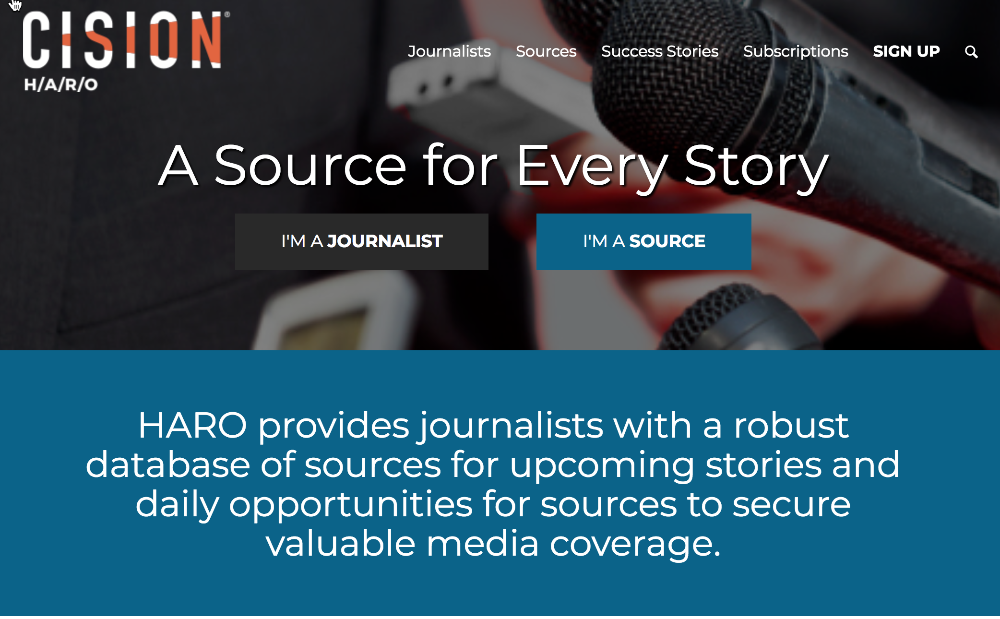 CISION®
H/A/R/O
Journalists Sources Success Stories Subscriptions SIGN UP
A Source for Every Story
I'M A JOURNALIST I'M A SOURCE
HARO provides journalists with a robust
database of sources for upcoming stories and
daily opportunities for sources to secure
valuable media coverage.